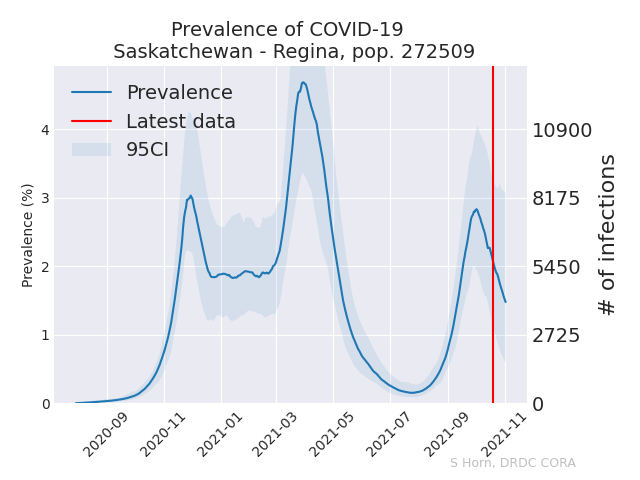 Prevalence of COVID-19
Saskatchewan - Regina, pop. 272509
Prevalence
Latest data
95CI
Prevalence (%)
4
3
2
1
0
10900
8175
5450
2725
0
# of infections
2020-09
2020-11
2021-01
2021-03
2021-05
2021-07
2021-09
2021-11
S Horn, DRDC CORA